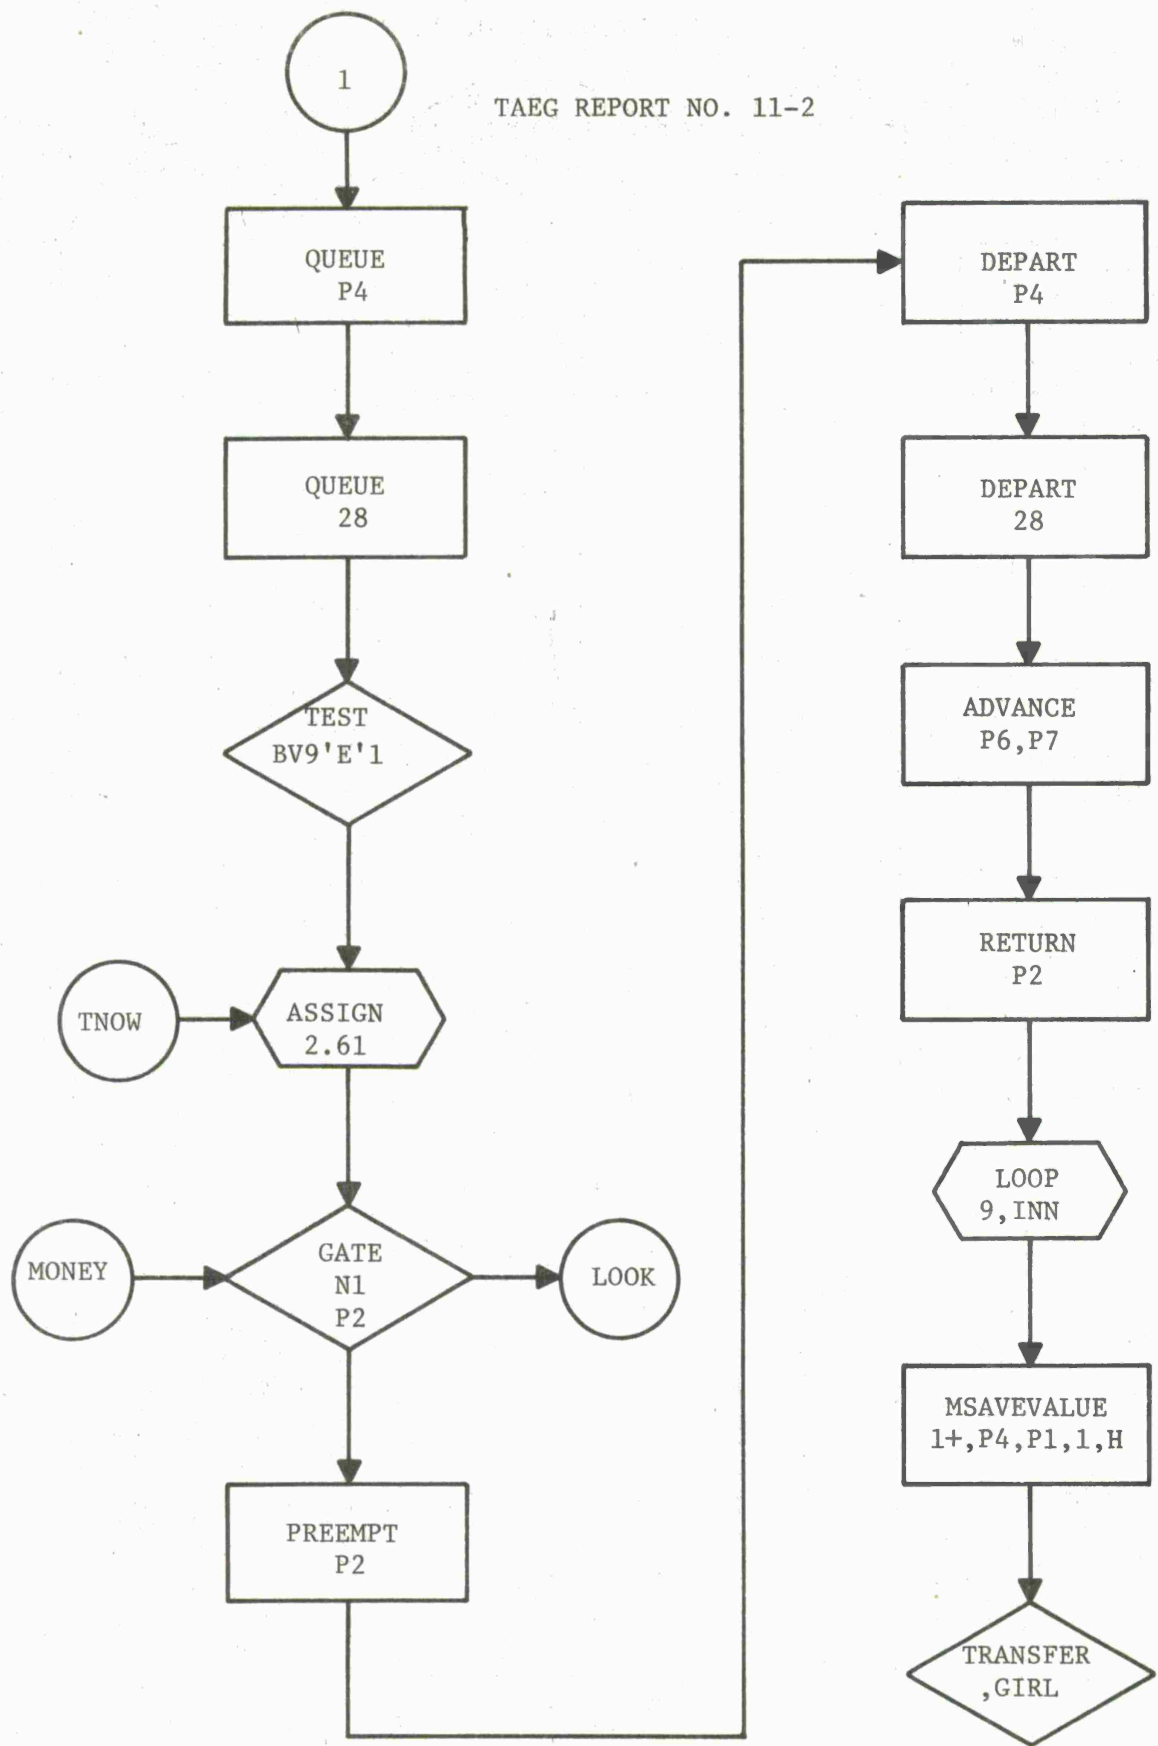 1
TAEG REPORT NO. 11-2
QUEUE
P4
QUEUE
28
TEST
BV9'E'1
TNOW
ASSIGN
2.61
MONEY
GATE
N1
P2
LOOK
PREEMPT
P2
DEPART
P4
DEPART
28
ADVANCE
P6,P7
RETURN
P2
LOOP
9,INN
MSAVEVALUE
1+,P4,P1,1,H
TRANSFER
,GIRL